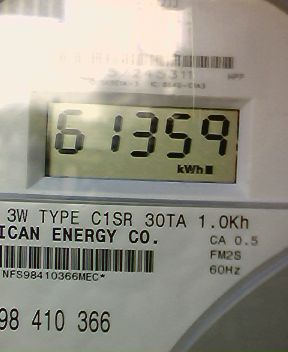 61359
kWh
3W TYPE C1SR 30TA 1.0Kh
ICAN ENERGY CO.
CA 0.5
FM2S
60Hz
NFS98410366MEC*
98 410 366